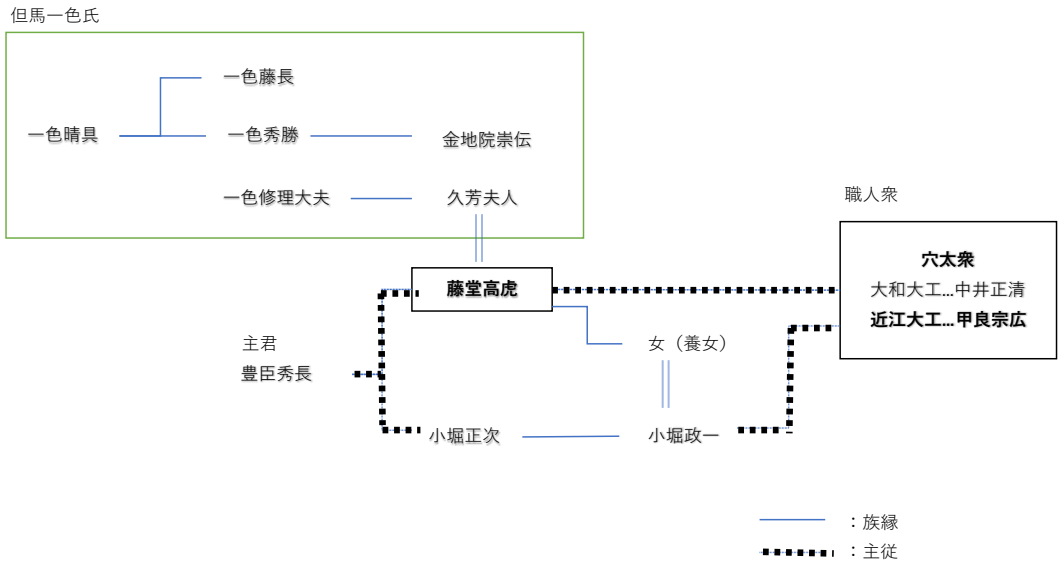 但馬一色氏
一色藤長
一色晴具
一色秀勝
金地院崇伝
一色修理大夫
久芳夫人
職人衆
穴太衆
大和大工…中井正清
近江大工…甲良宗広
藤堂高虎
主君
豊臣秀長
女（養女）
小堀正次
小堀政一
：族縁
：主従